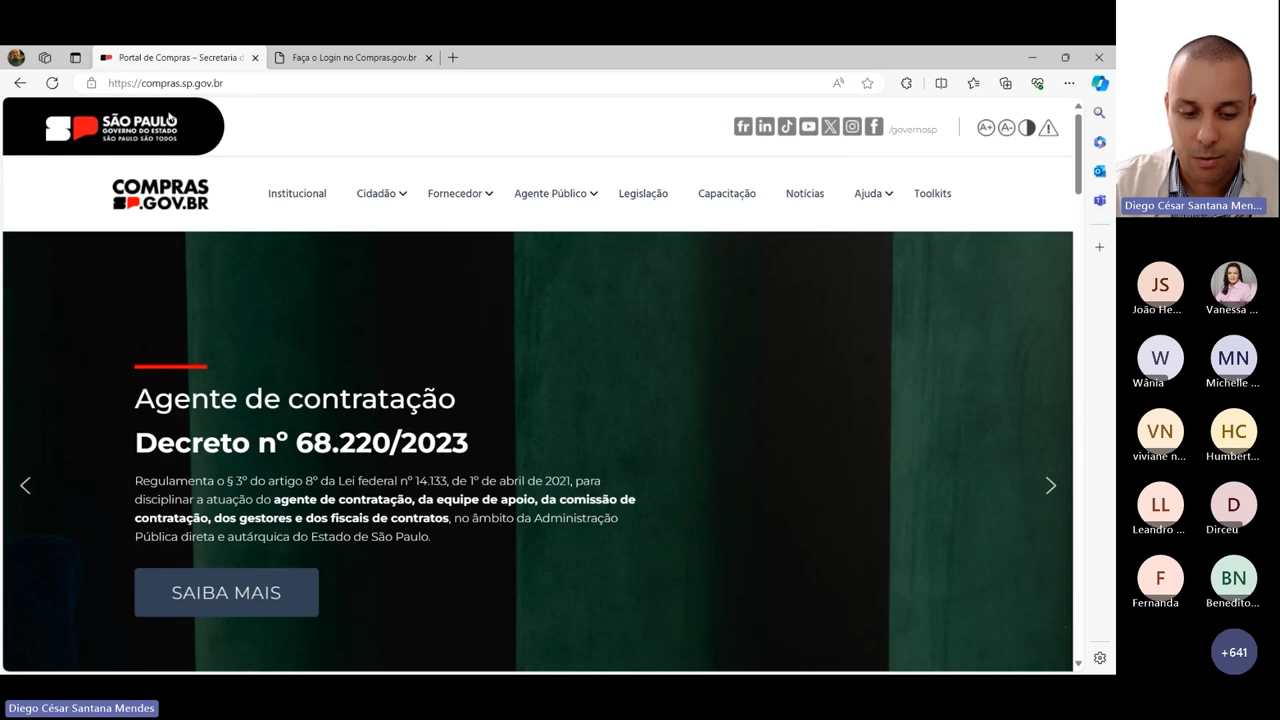 Portal de Compras – Secretaria d
Faça o Login no Compras.gov.br
https://compras.sp.gov.br
SÃO PAULO
GOVERNO DO ESTADO
SÃO PAULO SÃO TODOS
/governosp
A+
A-
COMPRAS
SP.GOV.BR
Institucional
Cidadão
Fornecedor
Agente Público
Legislação
Capacitação
Notícias
Ajuda
Toolkits
Agente de contratação
Decreto nº 68.220/2023
Regulamenta o § 3º do artigo 8º da Lei federal nº 14.133, de 1º de abril de 2021, para
disciplinar a atuação do agente de contratação, da equipe de apoio, da comissão de
contratação, dos gestores e dos fiscais de contratos, no âmbito da Administração
Pública direta e autárquica do Estado de São Paulo.
SAIBA MAIS
Diego César Santana Men...
JS
João He...
Vanessa ...
W
Wânia
MN
Michelle ...
VN
viviane n...
HC
Humbert...
LL
Leandro ...
D
Dirceu
F
Fernanda
BN
Benedito...
+641
Diego César Santana Mendes